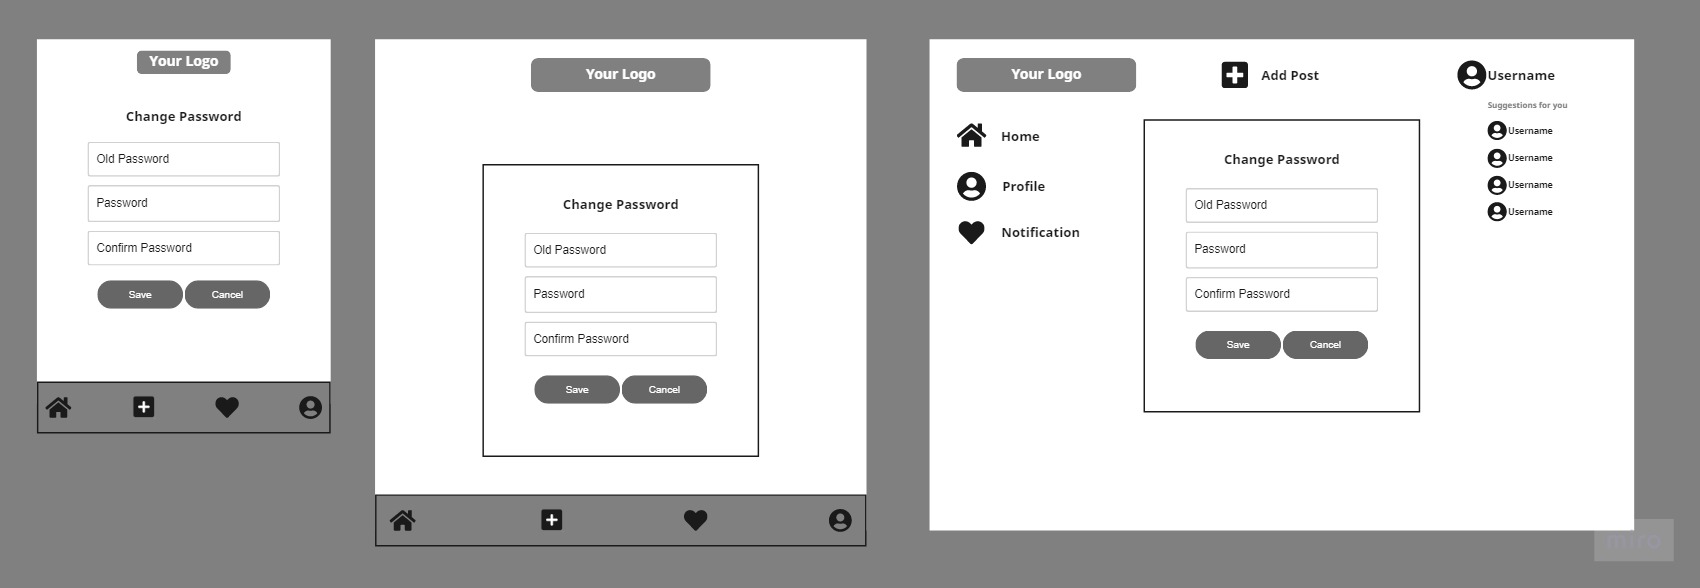 Your Logo
Change Password
Old Password
Password
Confirm Password
Save Cancel
Your Logo
Change Password
Old Password
Password
Confirm Password
Save Cancel
Your Logo
Add Post
Username
Suggestions for you
Username
Username
Username
Username
Home
Profile
Notification
Change Password
Old Password
Password
Confirm Password
Save Cancel
miro